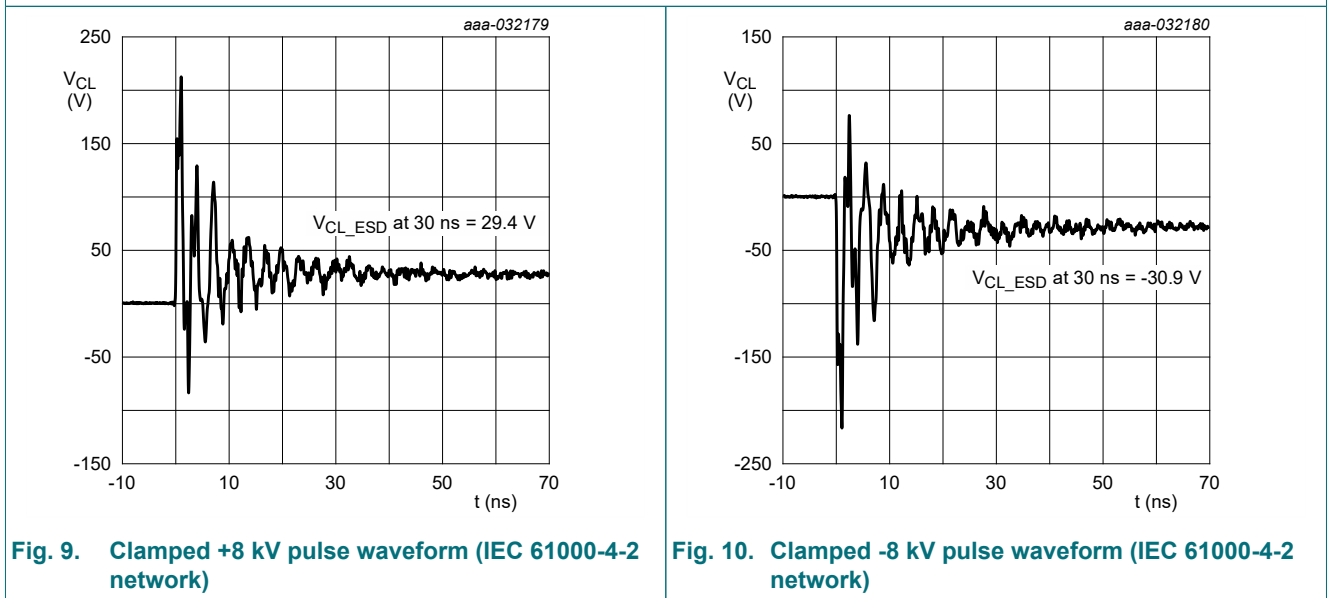 aaa-032179
250
VCL
(V)
150
VCL_ESD at 30 ns = 29.4 V
50
-50
-150
-10
10
30
50
70
t (ns)
Fig. 9. Clamped +8 kV pulse waveform (IEC 61000-4-2
network)
aaa-032180
150
VCL
(V)
50
-50
VCL_ESD at 30 ns = -30.9 V
-150
-250
-10
10
30
50
70
t (ns)
Fig. 10. Clamped -8 kV pulse waveform (IEC 61000-4-2
network)